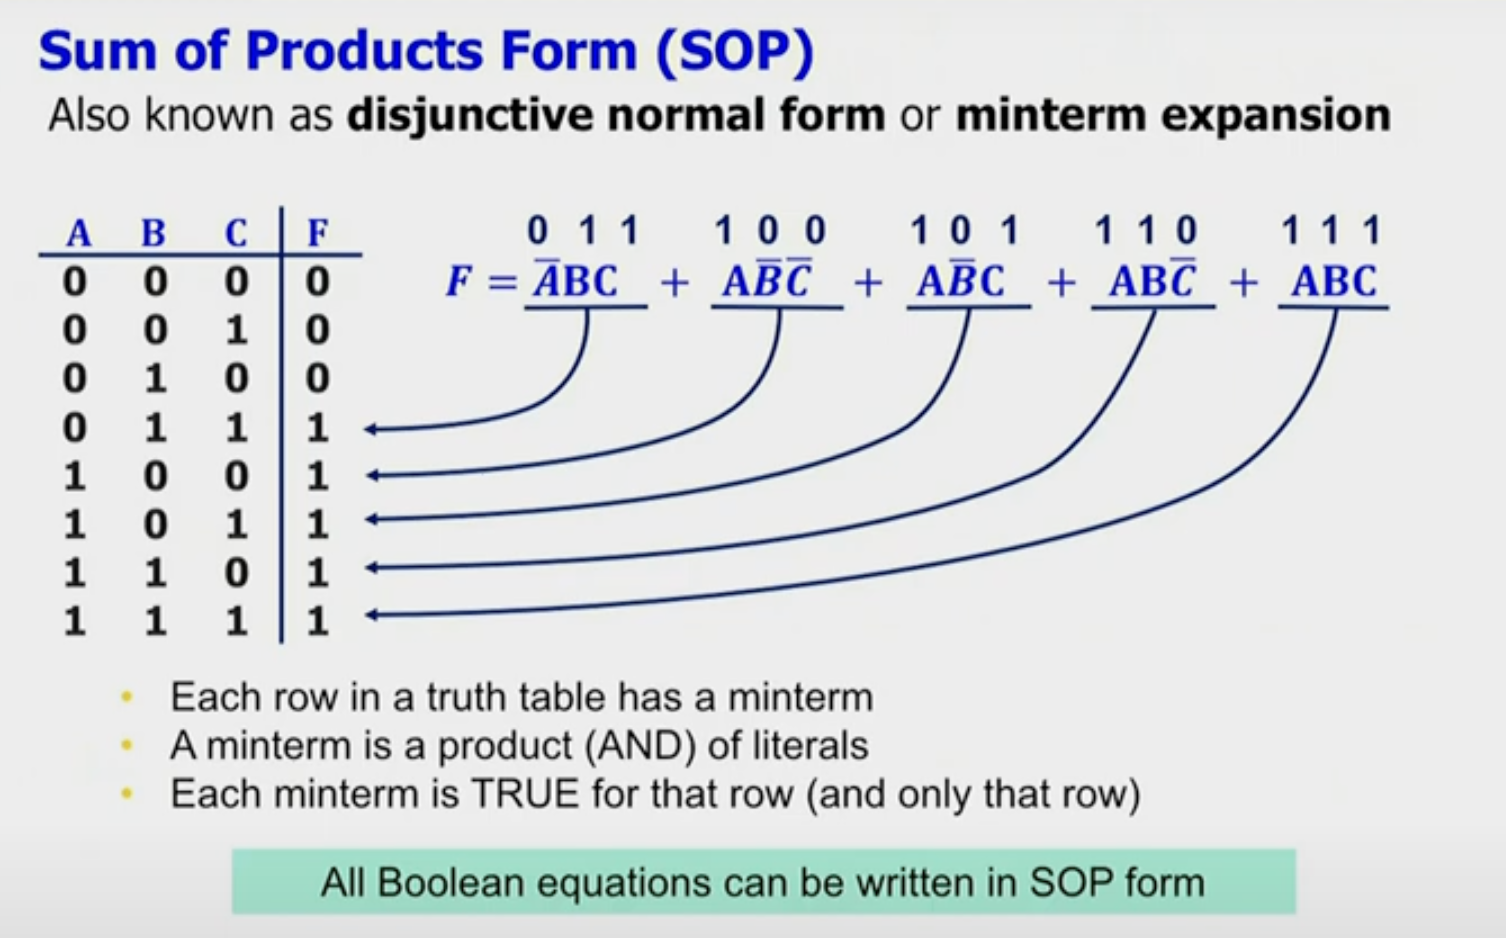 Sum of Products Form (SOP)
Also known as disjunctive normal form or minterm expansion
A B C F
0 0 0 0
0 0 1 0
0 1 0 0
0 1 1 1
1 0 0 1
1 0 1 1
1 1 0 1
1 1 1 1
0 1 1 1 0 0 1 0 1 1 1 0 1 1 1
F = A̅BC + AB̅C̅ + AB̅C + ABC̅ + ABC
• Each row in a truth table has a minterm
• A minterm is a product (AND) of literals
• Each minterm is TRUE for that row (and only that row)
All Boolean equations can be written in SOP form